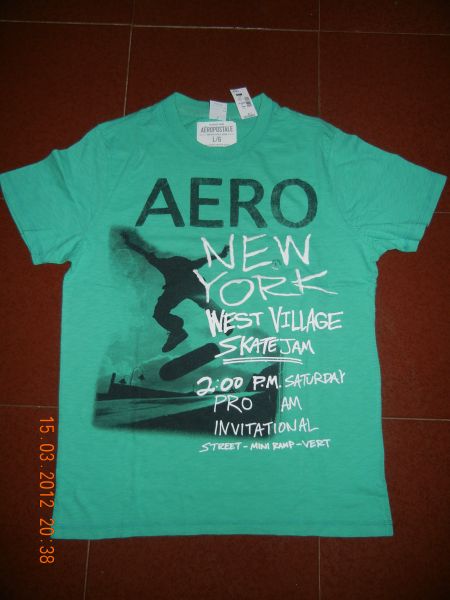 AÉROPOSTALE
L/G
AERO
NEW
YORK
WEST VILLAGE
SKATE JAM
2:00 P.M. SATURDAY
PRO AM
INVITATIONAL
STREET - MINI RAMP - VERT
15.03.2012 20:38